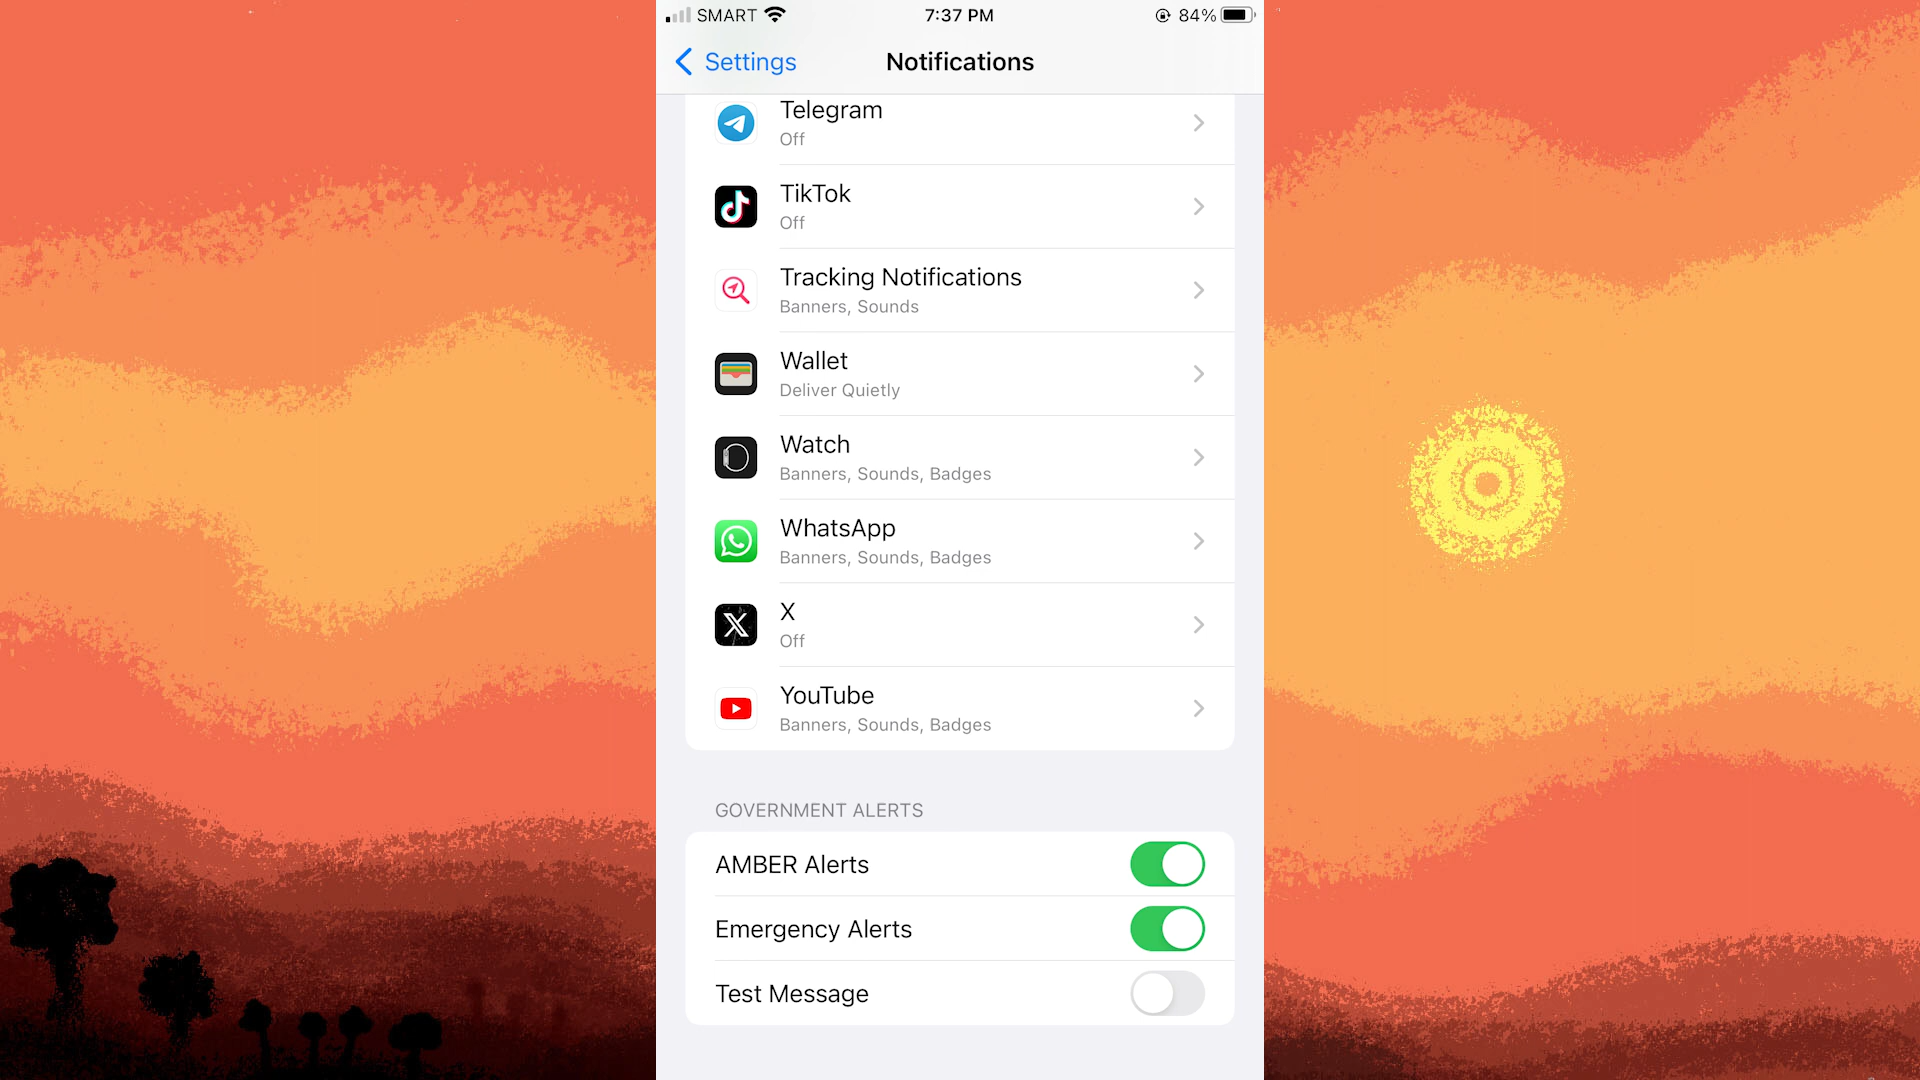 SMART 7:37 PM 84%
Settings Notifications
Telegram
Off
TikTok
Off
Tracking Notifications
Banners, Sounds
Wallet
Deliver Quietly
Watch
Banners, Sounds, Badges
WhatsApp
Banners, Sounds, Badges
X
Off
YouTube
Banners, Sounds, Badges
GOVERNMENT ALERTS
AMBER Alerts
Emergency Alerts
Test Message